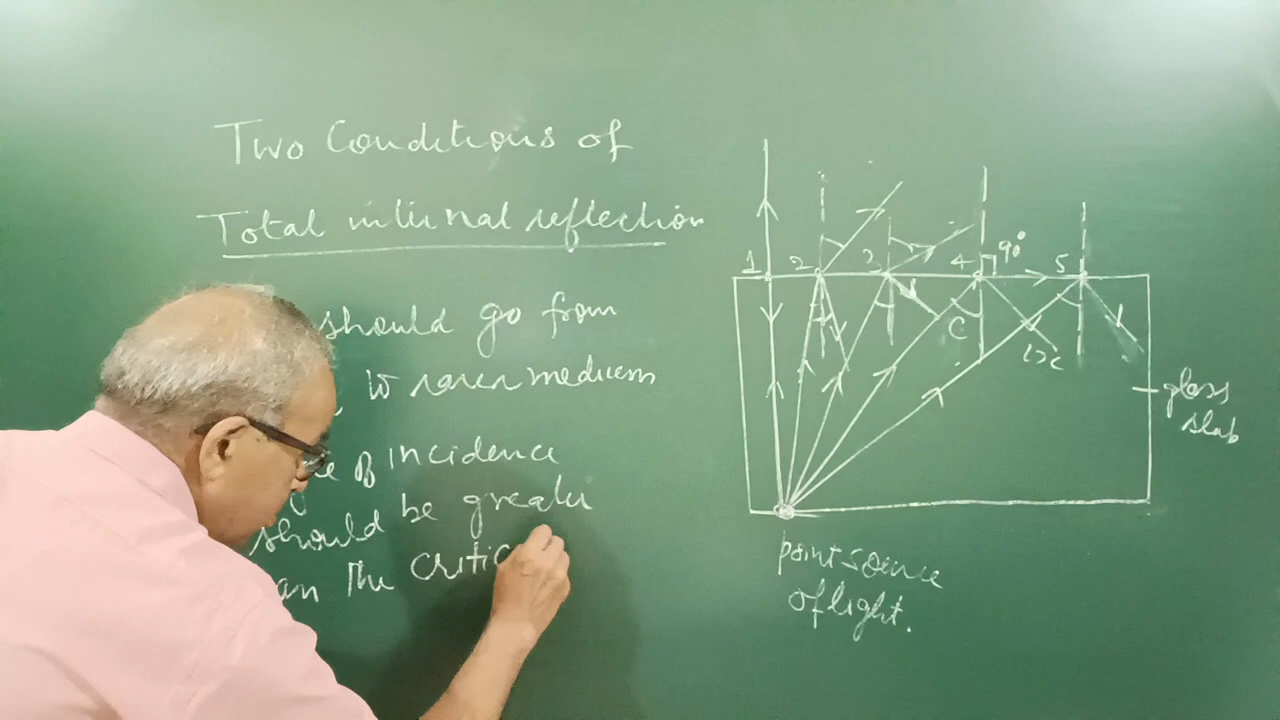 Two Conditions of
Total internal reflection
should go from
to rarer medium
of incidence
should be greater
an the critic
1 2 3 4 90° 5
C
i>c
glass
slab
point source
of light.